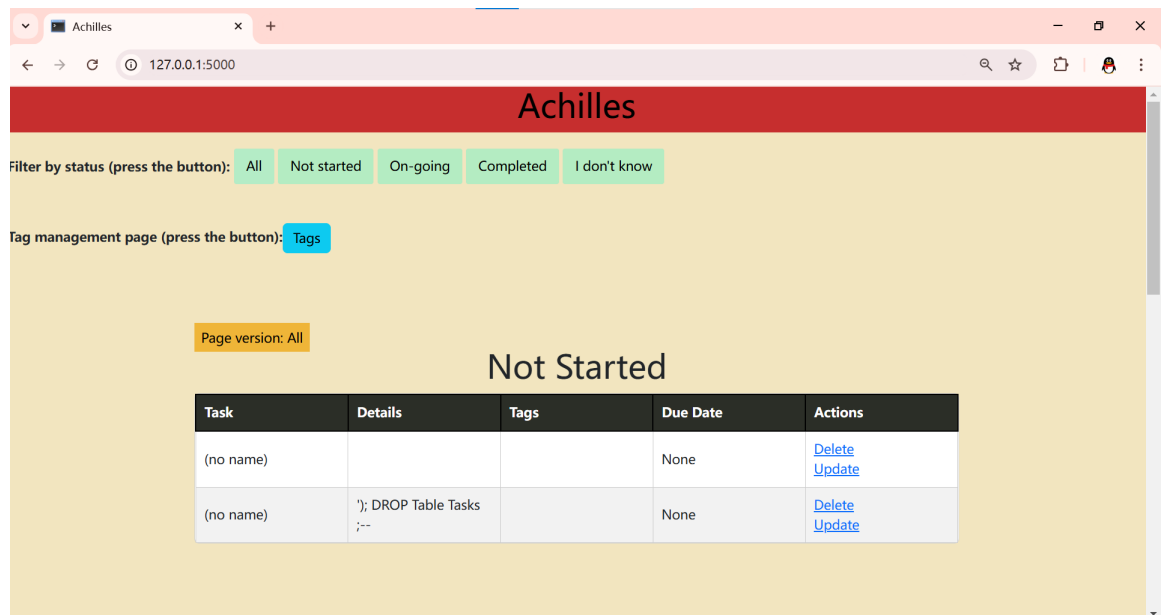 Achilles
127.0.0.1:5000
Achilles
Filter by status (press the button): All Not started On-going Completed I don't know
Tag management page (press the button): Tags
Page version: All
Not Started
Task Details Tags Due Date Actions
(no name) None Delete
Update
(no name) '); DROP Table Tasks None Delete
;-- Update